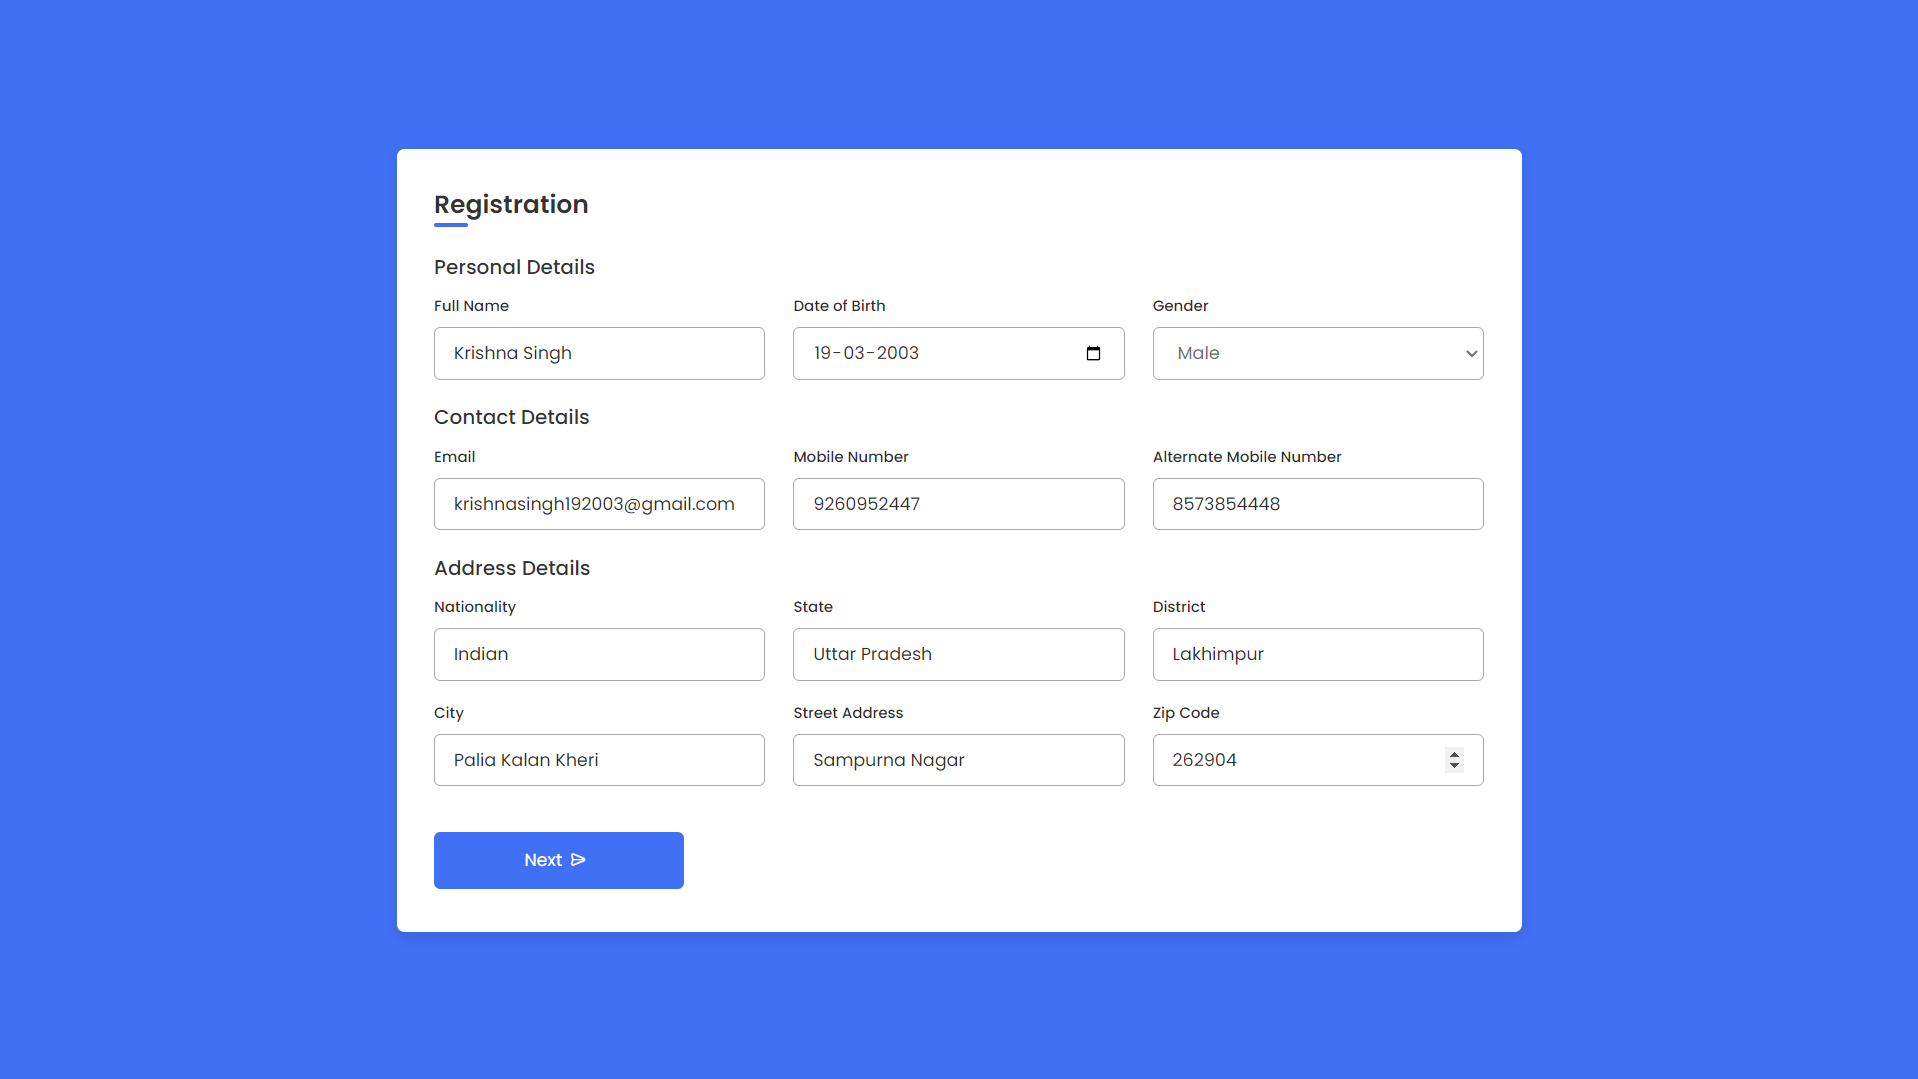 Registration
Personal Details
Full Name Date of Birth Gender
Krishna Singh 19-03-2003 Male
Contact Details
Email Mobile Number Alternate Mobile Number
krishnasingh192003@gmail.com 9260952447 8573854448
Address Details
Nationality State District
Indian Uttar Pradesh Lakhimpur
City Street Address Zip Code
Palia Kalan Kheri Sampurna Nagar 262904
Next